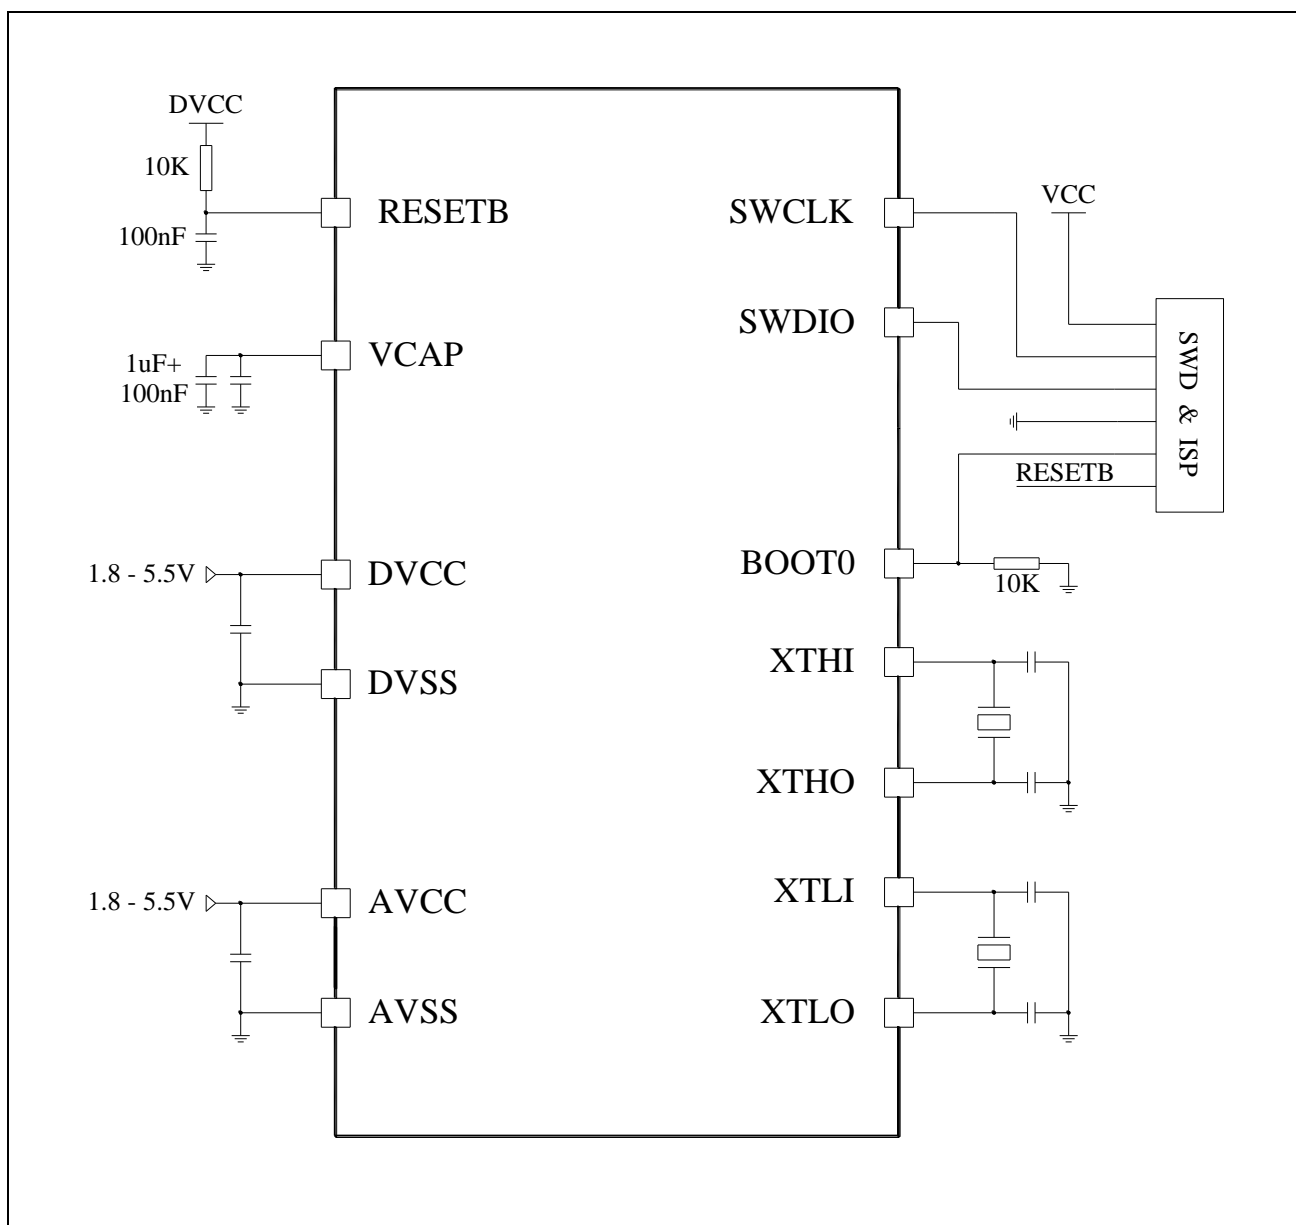 DVCC
10K
100nF
RESETB
1uF+
100nF
VCAP
1.8 - 5.5V
DVCC
DVSS
1.8 - 5.5V
AVCC
AVSS
SWCLK
SWDIO
VCC
SWD & ISP
RESETB
BOOT0
10K
XTHI
XTHO
XTLI
XTLO